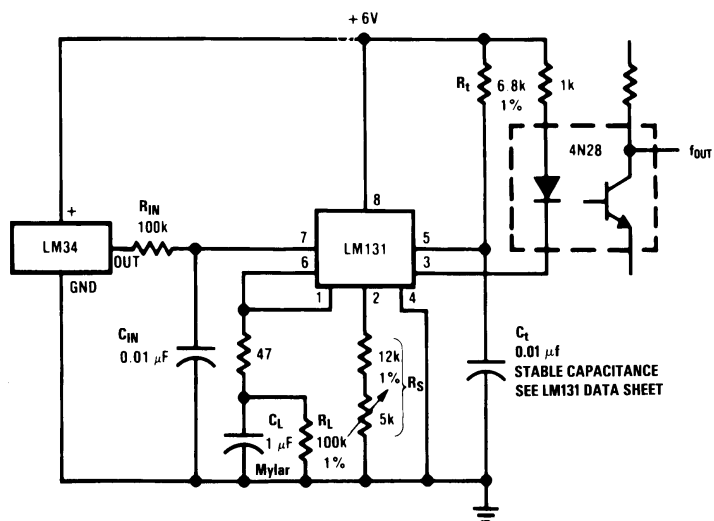 + 6V
Rt
6.8k
1%
1k
4N28
fOUT
8
+
LM34
OUT
GND
RIN
100k
7
6
LM131
5
3
1
2
4
CIN
0.01 μF
47
12k
1%
RS
5k
CL
1 μF
Mylar
RL
100k
1%
Ct
0.01 μf
STABLE CAPACITANCE
SEE LM131 DATA SHEET